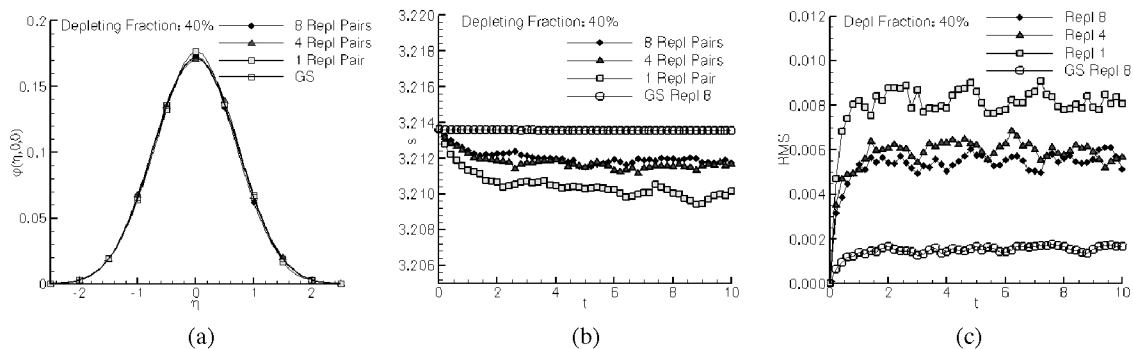 0.2
Depleting Fraction: 40%
8 Repl Pairs
4 Repl Pairs
1 Repl Pair
GS
0.15
0.1
0.05
0
φ(η,0,0)
-2
-1
0
1
2
η
(a)
3.220
Depleting Fraction: 40%
3.218
8 Repl Pairs
4 Repl Pairs
1 Repl Pair
GS Repl 8
3.216
3.214
3.212
3.210
3.208
3.206
s
0
2
4
6
8
10
t
(b)
0.012
Depl Fraction: 40%
Repl 8
Repl 4
Repl 1
GS Repl 8
0.010
0.008
0.006
0.004
0.002
0.000
RMS
0
2
4
6
8
10
t
(c)